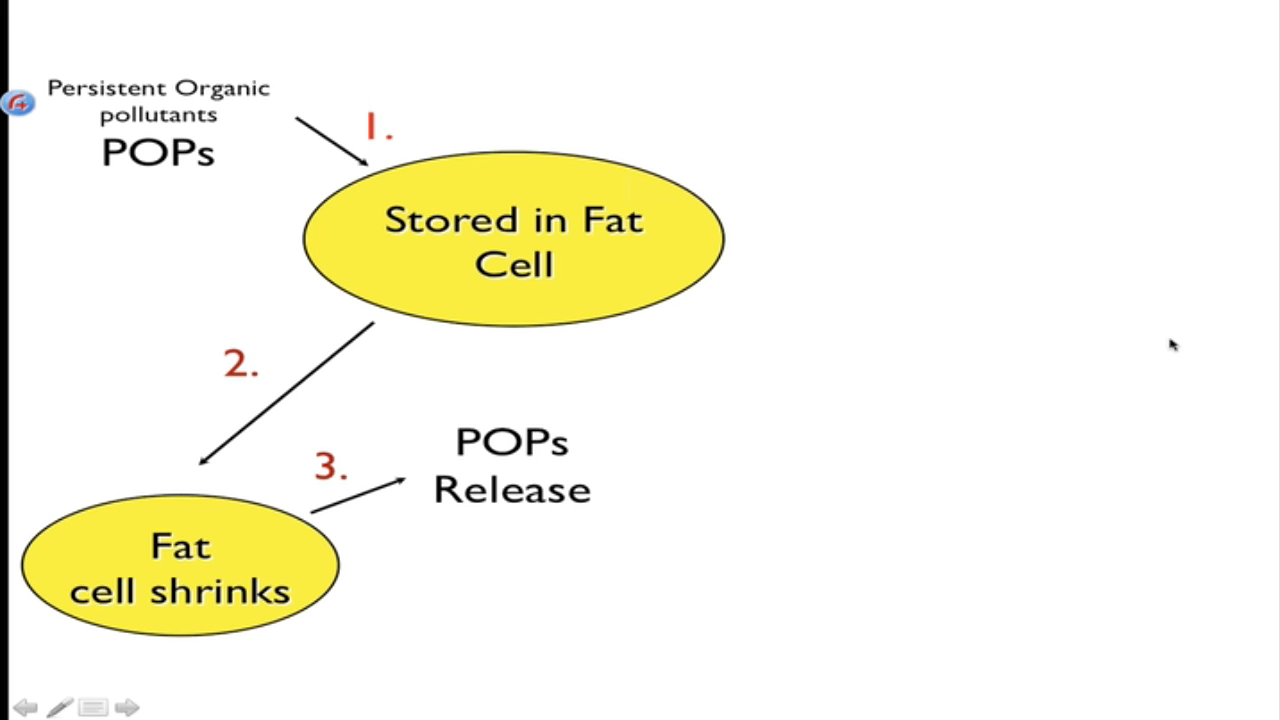 Persistent Organic
pollutants
POPs
1.
Stored in Fat
Cell
2.
3.
POPs
Release
Fat
cell shrinks